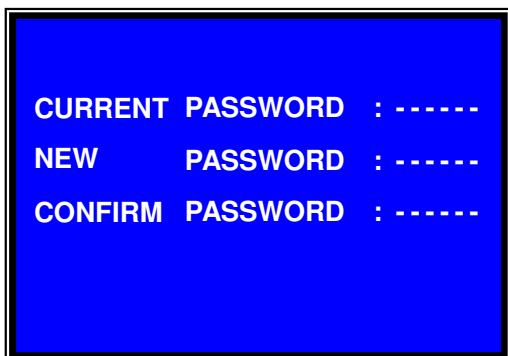 CURRENT PASSWORD : - - - - - -
NEW PASSWORD : - - - - - -
CONFIRM PASSWORD : - - - - - -